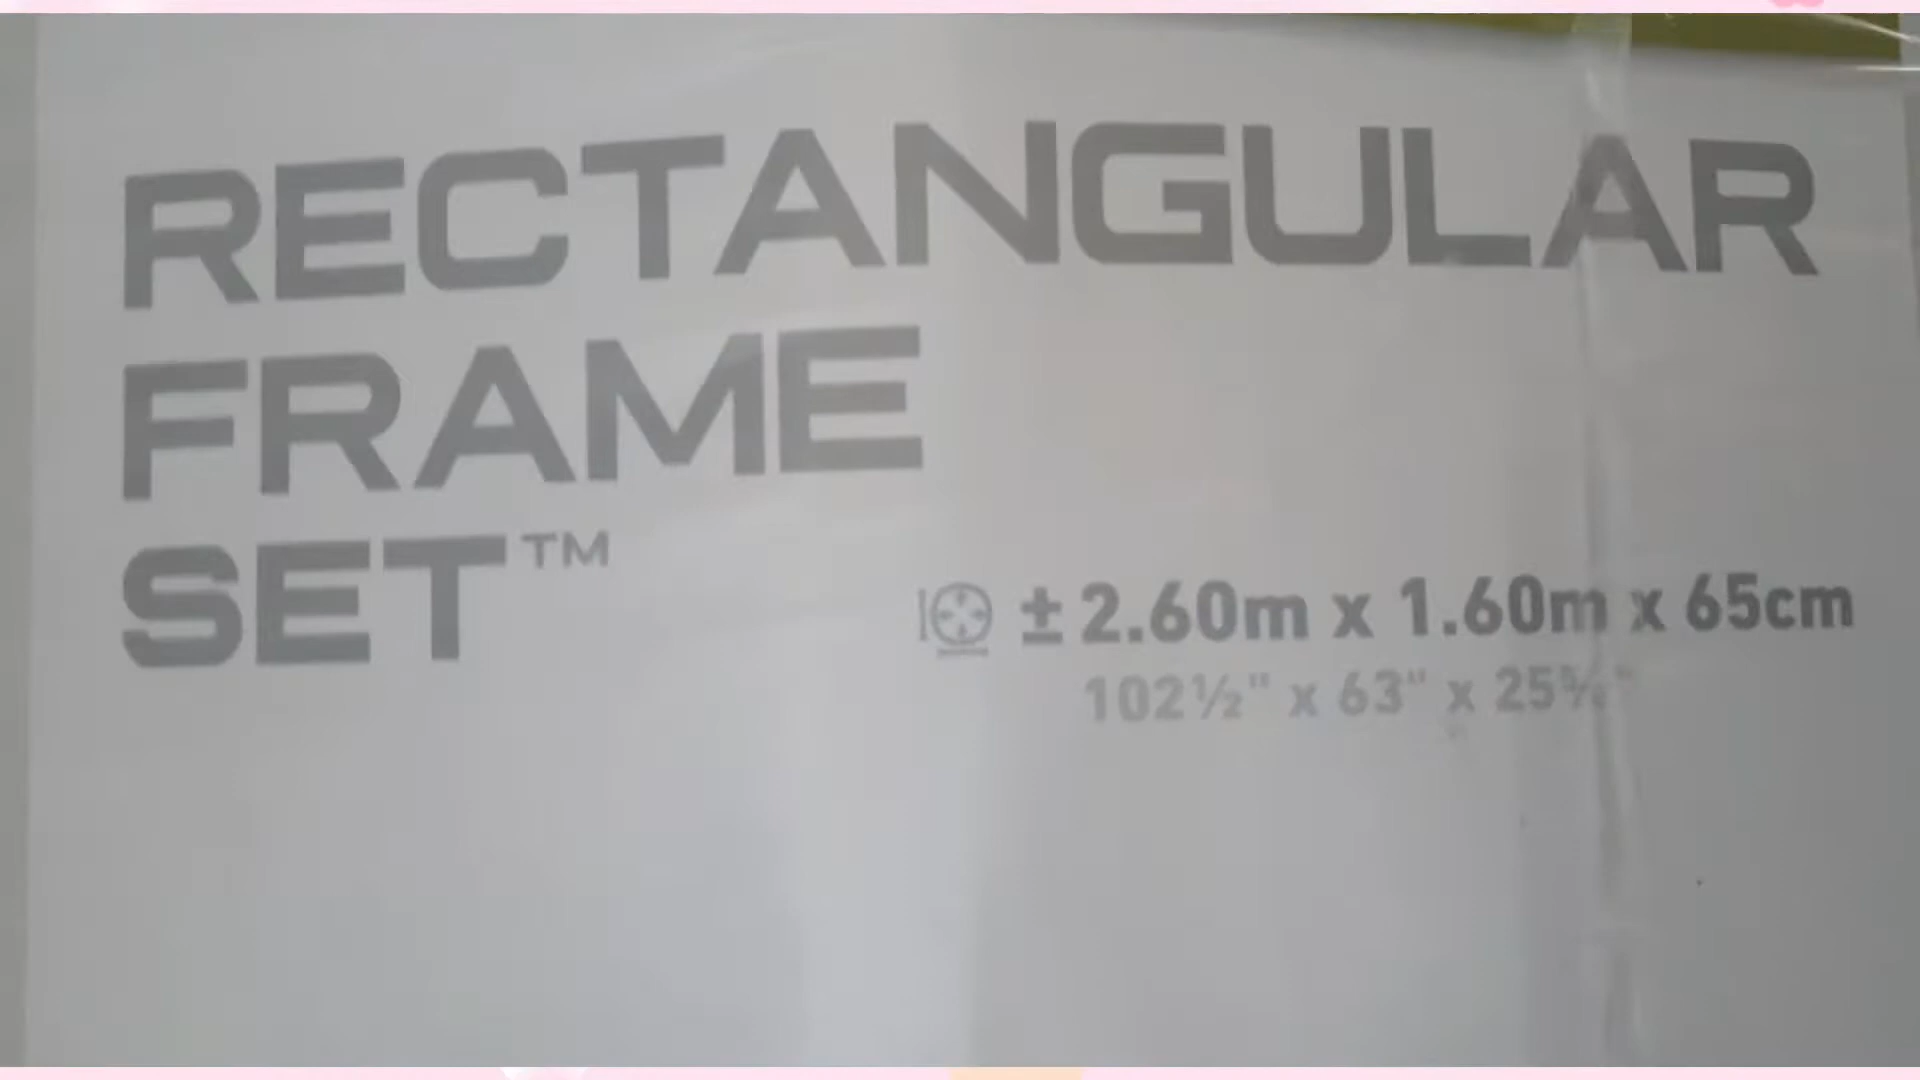 RECTANGULAR
FRAME
SET™
± 2.60m x 1.60m x 65cm
102½" x 63" x